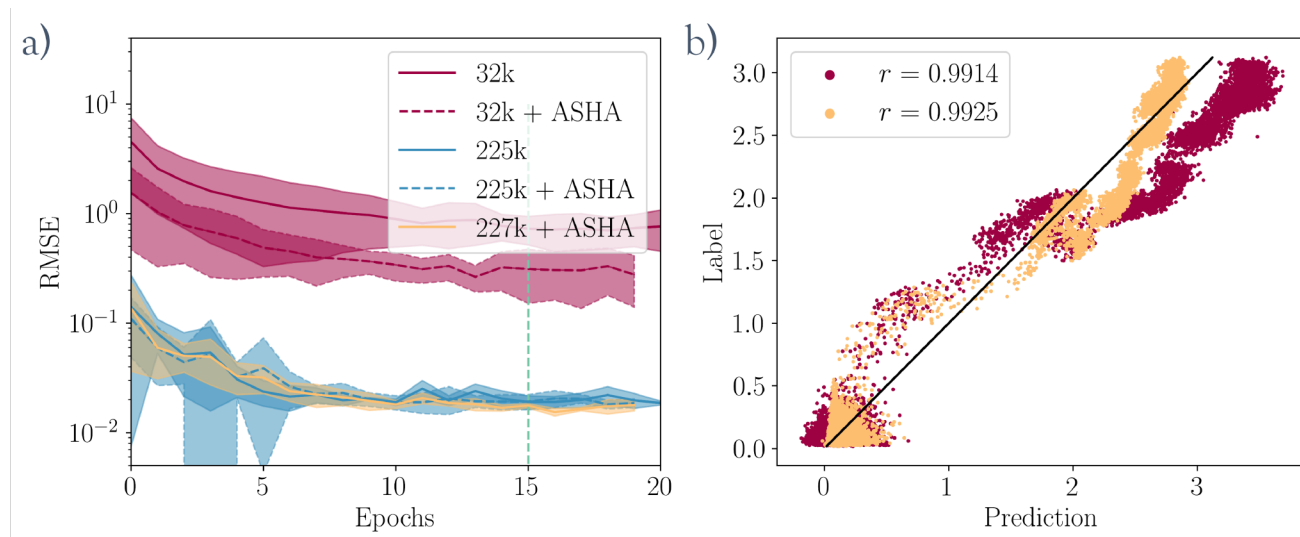 a)
RMSE
10^1
10^0
10^{-1}
10^{-2}
32k
32k + ASHA
225k
225k + ASHA
227k + ASHA
0
5
10
15
20
Epochs
b)
Label
3.0
2.5
2.0
1.5
1.0
0.5
0.0
r = 0.9914
r = 0.9925
0
1
2
3
Prediction